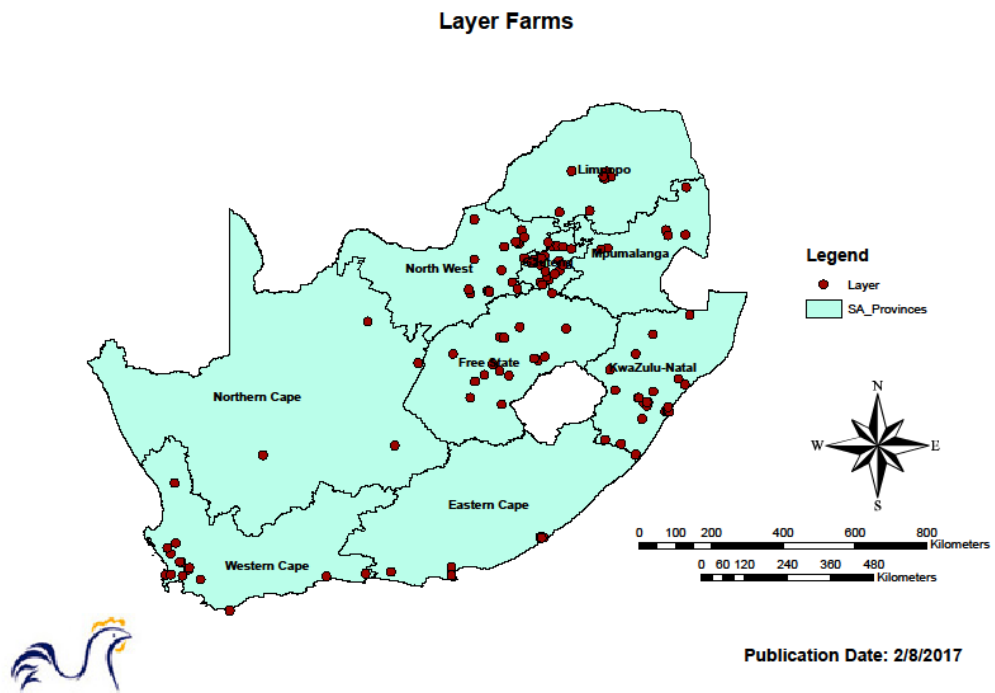 Layer Farms
Limpopo
Mpumalanga
North West
Free State
KwaZulu-Natal
Northern Cape
Eastern Cape
Western Cape
Legend
Layer
SA_Provinces
N
W E
S
0 100 200 400 600 800
Kilometers
0 60 120 240 360 480
Kilometers
Publication Date: 2/8/2017